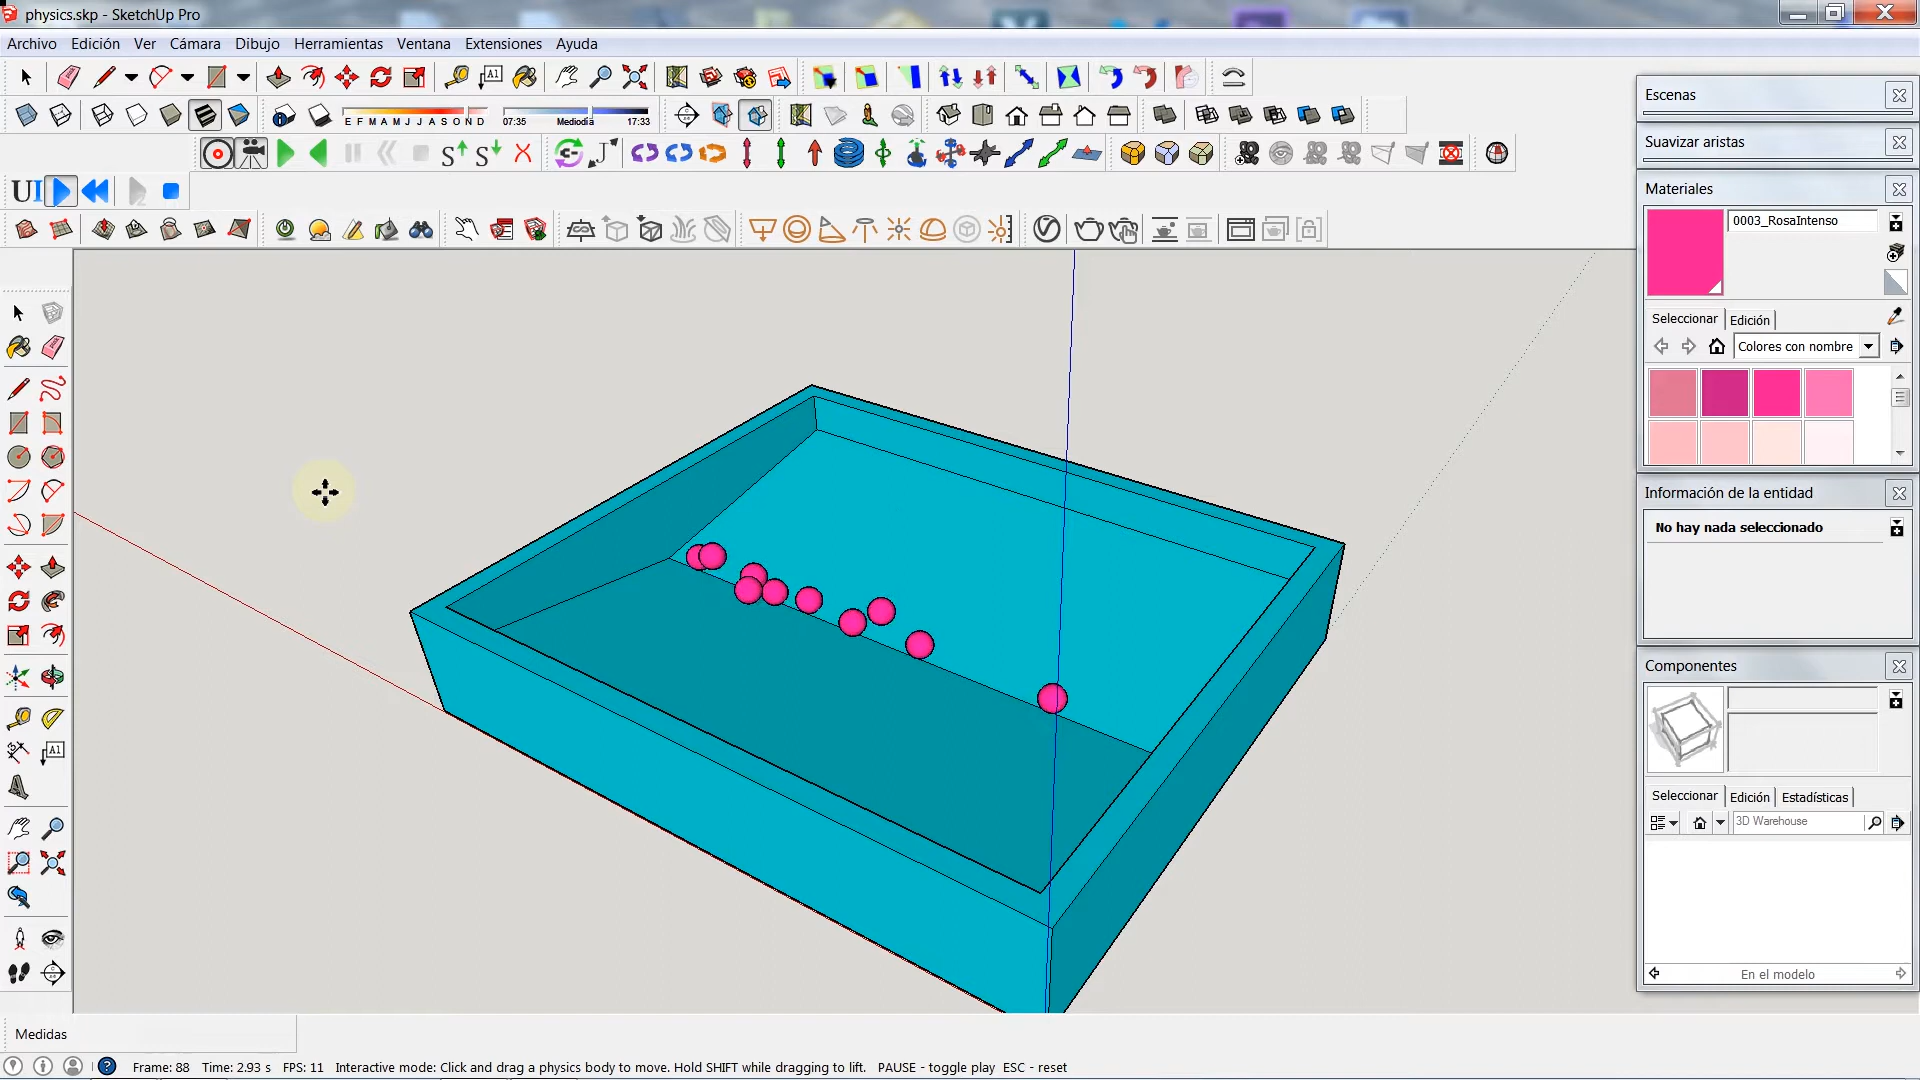 physics.skp - SketchUp Pro
Archivo Edición Ver Cámara Dibujo Herramientas Ventana Extensiones Ayuda
A1
E F M A M J J A S O N D 07:35 Mediodía 17:33
UI
Escenas
Suavizar aristas
Materiales
0003_RosaIntenso
Seleccionar Edición
Colores con nombre
Información de la entidad
No hay nada seleccionado
Componentes
Seleccionar Edición Estadísticas
3D Warehouse
En el modelo
A1
Medidas
Frame: 88 Time: 2.93 s FPS: 11 Interactive mode: Click and drag a physics body to move. Hold SHIFT while dragging to lift. PAUSE - toggle play ESC - reset